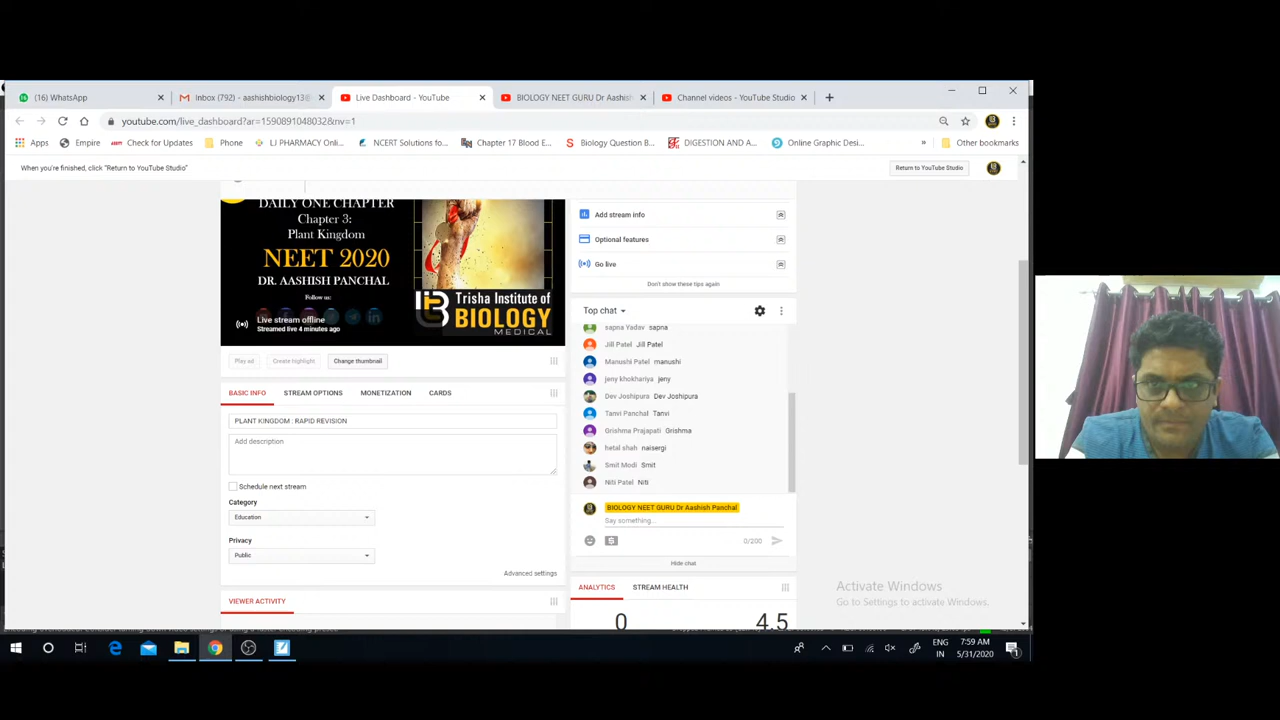 (16) WhatsApp
Inbox (792) - aashishbiology13@
Live Dashboard - YouTube
BIOLOGY NEET GURU Dr Aashish
Channel videos - YouTube Studio
youtube.com/live_dashboard?ar=1590891048032&nv=1
Apps
Empire
Check for Updates
Phone
LJ PHARMACY Onli...
NCERT Solutions fo...
Chapter 17 Blood E...
Biology Question B...
DIGESTION AND A...
Online Graphic Desi...
»
Other bookmarks
When you're finished, click "Return to YouTube Studio"
Return to YouTube Studio
DAILY ONE CHAPTER
Chapter 3:
Plant Kingdom
NEET 2020
DR. AASHISH PANCHAL
Follow us:
Live stream offline
Streamed live 4 minutes ago
Trisha Institute of
BIOLOGY
MEDICAL
Play ad
Create highlight
Change thumbnail
BASIC INFO
STREAM OPTIONS
MONETIZATION
CARDS
PLANT KINGDOM : RAPID REVISION
Add description
Schedule next stream
Category
Education
Privacy
Public
Advanced settings
VIEWER ACTIVITY
Add stream info
Optional features
Go live
Don't show these tips again
Top chat
sapna Yadav sapna
Jill Patel Jill Patel
Manushi Patel manushi
jeny khokhariya jeny
Dev Joshipura Dev Joshipura
Tanvi Panchal Tanvi
Grishma Prajapati Grishma
hetal shah naisergi
Smit Modi Smit
Niti Patel Niti
BIOLOGY NEET GURU Dr Aashish Panchal
Say something...
0/200
Hide chat
ANALYTICS
STREAM HEALTH
0
4.5
Activate Windows
Go to Settings to activate Windows.
ENG
IN
7:59 AM
5/31/2020